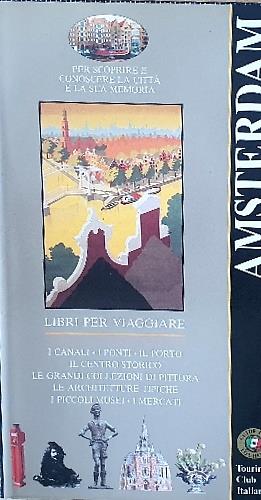 PER SCOPRIRE E
CONOSCERE LA CITTÀ
E LA SUA MEMORIA
AMSTERDAM
LIBRI PER VIAGGIARE
I CANALI • I PONTI • IL PORTO
IL CENTRO STORICO
LE GRANDI COLLEZIONI DI PITTURA
LE ARCHITETTURE TIPICHE
I PICCOLI MUSEI • I MERCATI
Touring
Club
Italiano